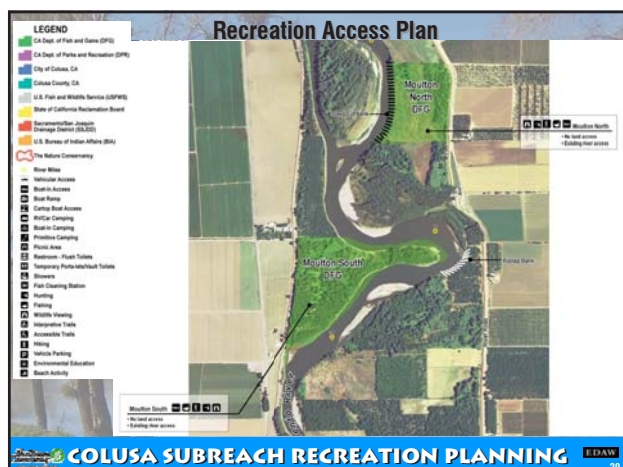 Recreation Access Plan
LEGEND
CA Dept. of Fish and Game (DFG)
CA Dept. of Parks and Recreation (DPR)
City of Colusa, CA
Colusa County, CA
U.S. Fish and Wildlife Service (USFWS)
State of California Reclamation Board
Sacramento/San Joaquin
Drainage District (SSJDD)
U.S. Bureau of Indian Affairs (BIA)
The Nature Conservancy
River Miles
Vehicular Access
Boat-in Access
Boat Ramp
Cartop Boat Access
RV/Car Camping
Boat-in Camping
Primitive Camping
Picnic Area
Restroom - Flush Toilets
Temporary Porta-lets/Vault Toilets
Showers
Fish Cleaning Station
Hunting
Fishing
Wildlife Viewing
Interpretive Trails
Accessible Trails
Hiking
Vehicle Parking
Environmental Education
Beach Activity
Moulton
North
DFG
Moulton North
• No land access
• Existing river access
Moulton South
DFG
Moulton South
• No land access
• Existing river access
COLUSA SUBREACH RECREATION PLANNING
EDAW